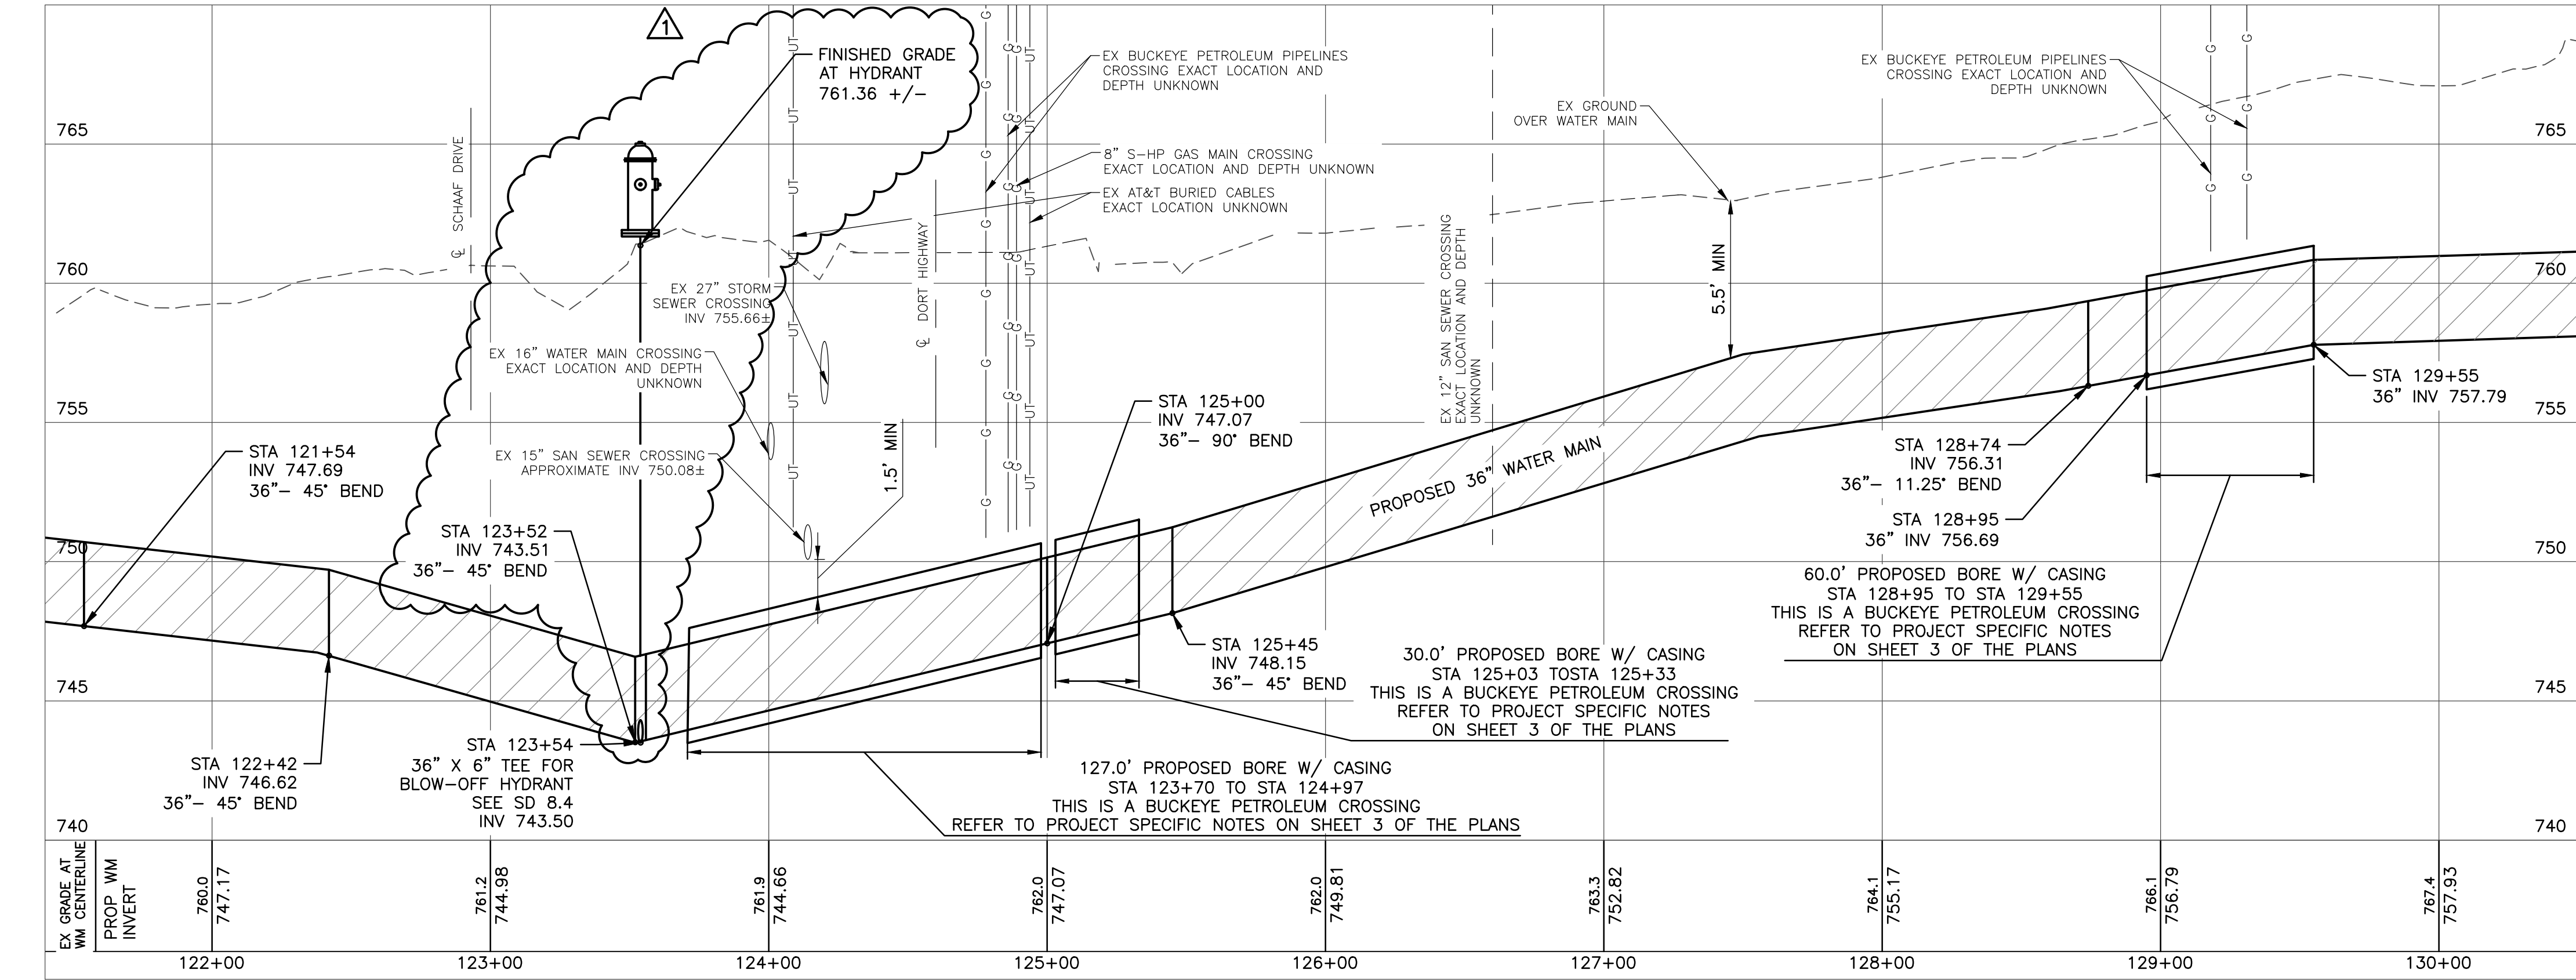 1
FINISHED GRADE
AT HYDRANT
761.36 +/-
EX BUCKEYE PETROLEUM PIPELINES
CROSSING EXACT LOCATION AND
DEPTH UNKNOWN
EX BUCKEYE PETROLEUM PIPELINES
CROSSING EXACT LOCATION AND
DEPTH UNKNOWN
EX GROUND
OVER WATER MAIN
765
765
8" S-HP GAS MAIN CROSSING
EXACT LOCATION AND DEPTH UNKNOWN
EX AT&T BURIED CABLES
EXACT LOCATION UNKNOWN
℄ SCHAAF DRIVE
℄ DORT HIGHWAY
EX 12" SAN SEWER CROSSING
EXACT LOCATION AND DEPTH
UNKNOWN
5.5' MIN
760
760
EX 27" STORM
SEWER CROSSING
INV 755.66±
EX 16" WATER MAIN CROSSING
EXACT LOCATION AND DEPTH
UNKNOWN
755
755
EX 15" SAN SEWER CROSSING
APPROXIMATE INV 750.08±
1.5' MIN
STA 121+54
INV 747.69
36"- 45° BEND
STA 125+00
INV 747.07
36"- 90° BEND
STA 129+55
36" INV 757.79
PROPOSED 36" WATER MAIN
STA 128+74
INV 756.31
36"- 11.25° BEND
STA 128+95
36" INV 756.69
STA 123+52
INV 743.51
36"- 45° BEND
750
750
60.0' PROPOSED BORE W/ CASING
STA 128+95 TO STA 129+55
THIS IS A BUCKEYE PETROLEUM CROSSING
REFER TO PROJECT SPECIFIC NOTES
ON SHEET 3 OF THE PLANS
STA 125+45
INV 748.15
36"- 45° BEND
30.0' PROPOSED BORE W/ CASING
STA 125+03 TOSTA 125+33
THIS IS A BUCKEYE PETROLEUM CROSSING
REFER TO PROJECT SPECIFIC NOTES
ON SHEET 3 OF THE PLANS
745
745
STA 122+42
INV 746.62
36"- 45° BEND
STA 123+54
36" X 6" TEE FOR
BLOW-OFF HYDRANT
SEE SD 8.4
INV 743.50
127.0' PROPOSED BORE W/ CASING
STA 123+70 TO STA 124+97
THIS IS A BUCKEYE PETROLEUM CROSSING
REFER TO PROJECT SPECIFIC NOTES ON SHEET 3 OF THE PLANS
740
740
EX GRADE AT
WM CENTERLINE
PROP WM
INVERT
760.0
747.17
761.2
744.98
761.9
744.66
762.0
747.07
762.0
749.81
763.3
752.82
764.1
755.17
766.1
756.79
767.4
757.93
122+00
123+00
124+00
125+00
126+00
127+00
128+00
129+00
130+00